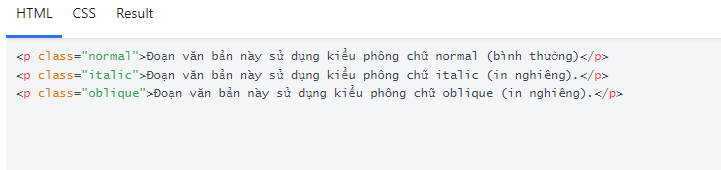 HTML CSS Result
<p class="normal">Đoạn văn bản này sử dụng kiểu phông chữ normal (bình thường)</p>
<p class="italic">Đoạn văn bản này sử dụng kiểu phông chữ italic (in nghiêng).</p>
<p class="oblique">Đoạn văn bản này sử dụng kiểu phông chữ oblique (in nghiêng).</p>